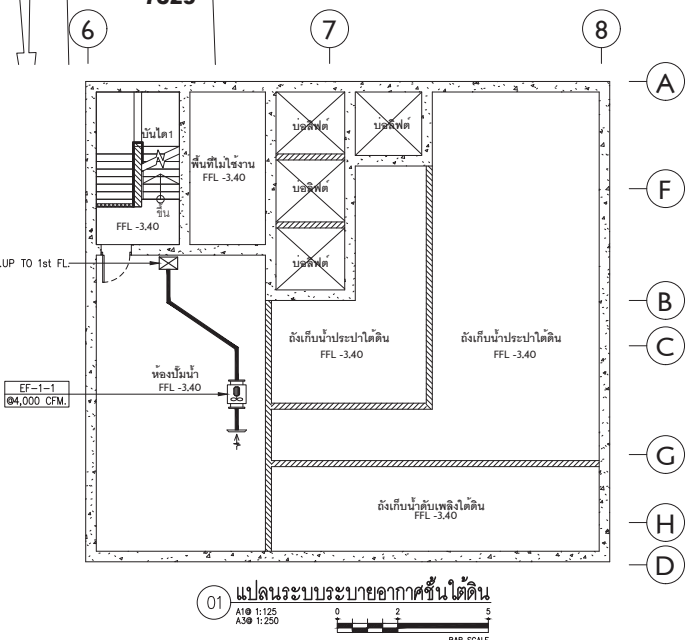 6
7
8
A
บันได1
บ่อลิฟต์
บ่อลิฟต์
พื้นที่ไม่ใช้งาน
FFL -3.40
บ่อลิฟต์
F
ขึ้น
FFL -3.40
UP TO 1st FL.
บ่อลิฟต์
B
ถังเก็บน้ำประปาใต้ดิน
FFL -3.40
ถังเก็บน้ำประปาใต้ดิน
FFL -3.40
C
ห้องปั๊มน้ำ
FFL -3.40
EF-1-1
@4,000 CFM.
G
ถังเก็บน้ำดับเพลิงใต้ดิน
FFL -3.40
H
D
01
แปลนระบบระบายอากาศชั้นใต้ดิน
A1@ 1:125
A3@ 1:250
0 2 5
BAR SCALE